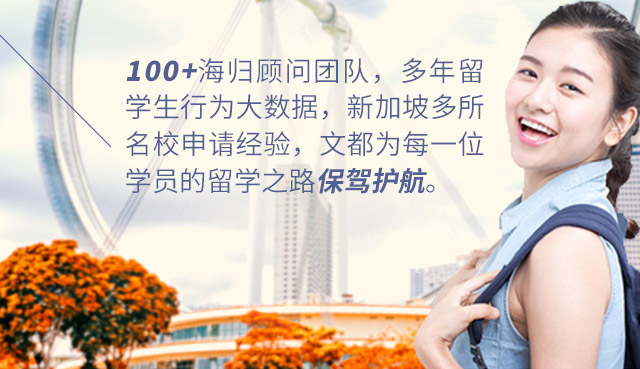 100+海归顾问团队，多年留
学生行为大数据，新加坡多所
名校申请经验，文都为每一位
学员的留学之路保驾护航。